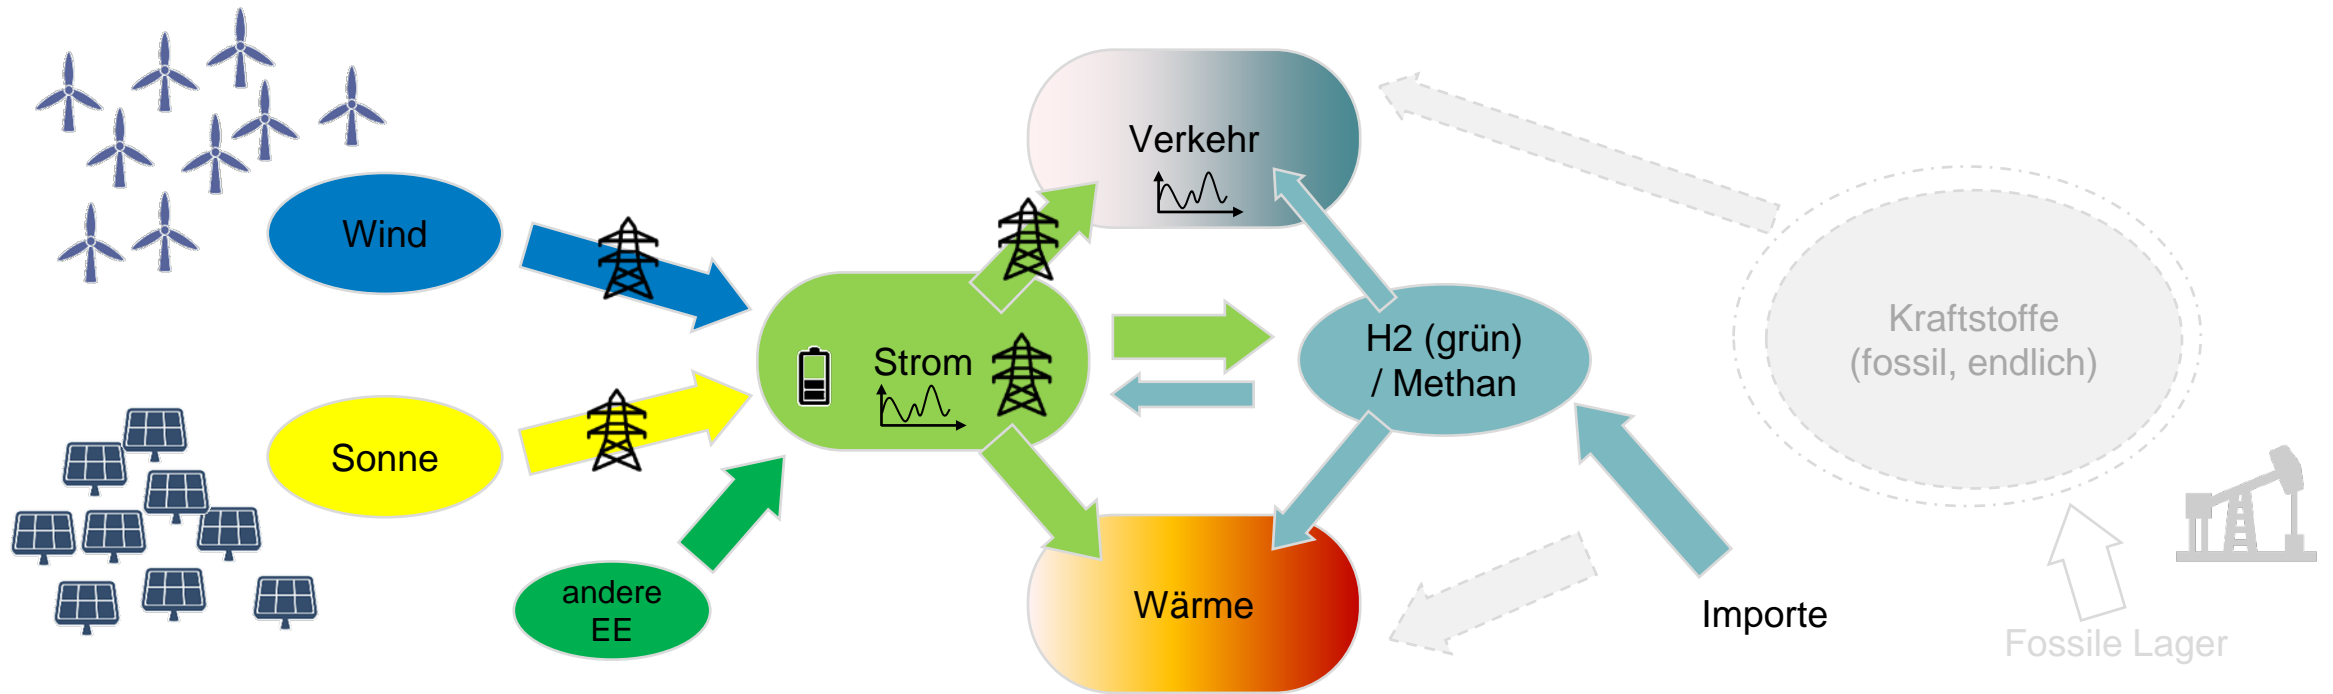 Verkehr
Wind
Kraftstoffe
(fossil, endlich)
H2 (grün)
/ Methan
Strom
Sonne
andere
EE
Wärme
Importe
Fossile Lager